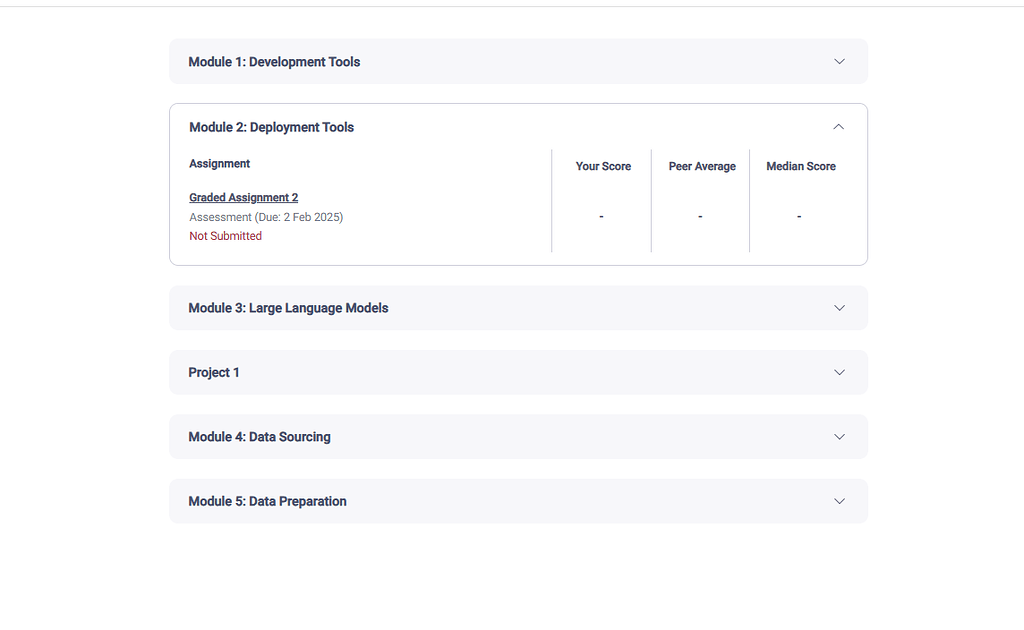 Module 1: Development Tools
Module 2: Deployment Tools
Assignment
Your Score
Peer Average
Median Score
Graded Assignment 2
Assessment (Due: 2 Feb 2025)
Not Submitted
-
-
-
Module 3: Large Language Models
Project 1
Module 4: Data Sourcing
Module 5: Data Preparation